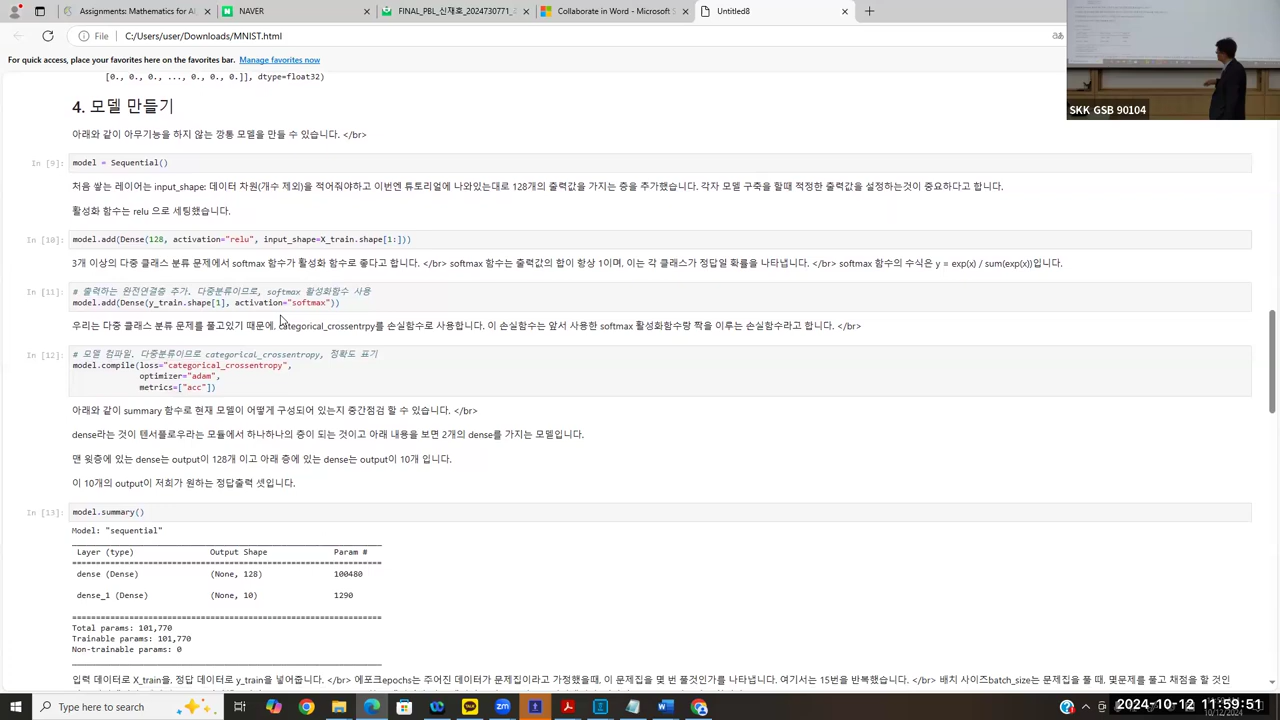 Assignments: Mathematics for AI
NAVER
FINAL_PBL_신재호_2024730771_
Collaborate in Word - Microsoft S
Untitled8
File
C:/Users/user/Downloads/MNIST.html
For quick access, place your favorites here on the favorites bar. Manage favorites now
SKK GSB 90104
[0., 0., 0., ..., 0., 0., 0.]], dtype=float32)
4. 모델 만들기
아래와 같이 아무기능을 하지 않는 깡통 모델을 만들 수 있습니다. </br>
In [9]: model = Sequential()
처음 쌓는 레이어는 input_shape: 데이터 차원(개수 제외)을 적어줘야하고 이번엔 튜토리얼에 나와있는대로 128개의 출력값을 가지는 층을 추가했습니다. 각자 모델 구축을 할때 적정한 출력값을 설정하는것이 중요하다고 합니다.
활성화 함수는 relu 으로 세팅했습니다.
In [10]: model.add(Dense(128, activation="relu", input_shape=X_train.shape[1:]))
3개 이상의 다중 클래스 분류 문제에서 softmax 함수가 활성화 함수로 좋다고 합니다. </br> softmax 함수는 출력값의 합이 항상 1이며, 이는 각 클래스가 정답일 확률을 나타냅니다. </br> softmax 함수의 수식은 y = exp(x) / sum(exp(x))입니다.
In [11]: # 출력하는 완전연결층 추가. 다중분류이므로, softmax 활성화함수 사용
model.add(Dense(y_train.shape[1], activation="softmax"))
우리는 다중 클래스 분류 문제를 풀고있기 때문에. categorical_crossentrpy를 손실함수로 사용합니다. 이 손실함수는 앞서 사용한 softmax 활성화함수랑 짝을 이루는 손실함수라고 합니다. </br>
In [12]: # 모델 컴파일. 다중분류이므로 categorical_crossentropy, 정확도 표기
model.compile(loss="categorical_crossentropy",
optimizer="adam",
metrics=["acc"])
아래와 같이 summary 함수로 현재 모델이 어떻게 구성되어 있는지 중간점검 할 수 있습니다. </br>
dense라는 것이 텐서플로우라는 모듈에서 하나하나의 층이 되는 것이고 아래 내용을 보면 2개의 dense를 가지는 모델입니다.
맨 윗층에 있는 dense는 output이 128개 이고 아래 층에 있는 dense는 output이 10개 입니다.
이 10개의 output이 저희가 원하는 정답출력 셋입니다.
In [13]: model.summary()
Model: "sequential"
Layer (type) Output Shape Param #
dense (Dense) (None, 128) 100480
dense_1 (Dense) (None, 10) 1290
Total params: 101,770
Trainable params: 101,770
Non-trainable params: 0
입력 데이터로 X_train을. 정답 데이터로 y_train을 넣어줍니다. </br> 에포크epochs는 주어진 데이터가 문제집이라고 가정했을때, 이 문제집을 몇 번 풀것인가를 나타냅니다. 여기서는 15번을 반복했습니다. </br> 배치 사이즈batch_size는 문제집을 풀 때, 몇문제를 풀고 채점을 할 것인
Type here to search
2024-10-12 11:59:51
10/12/2024